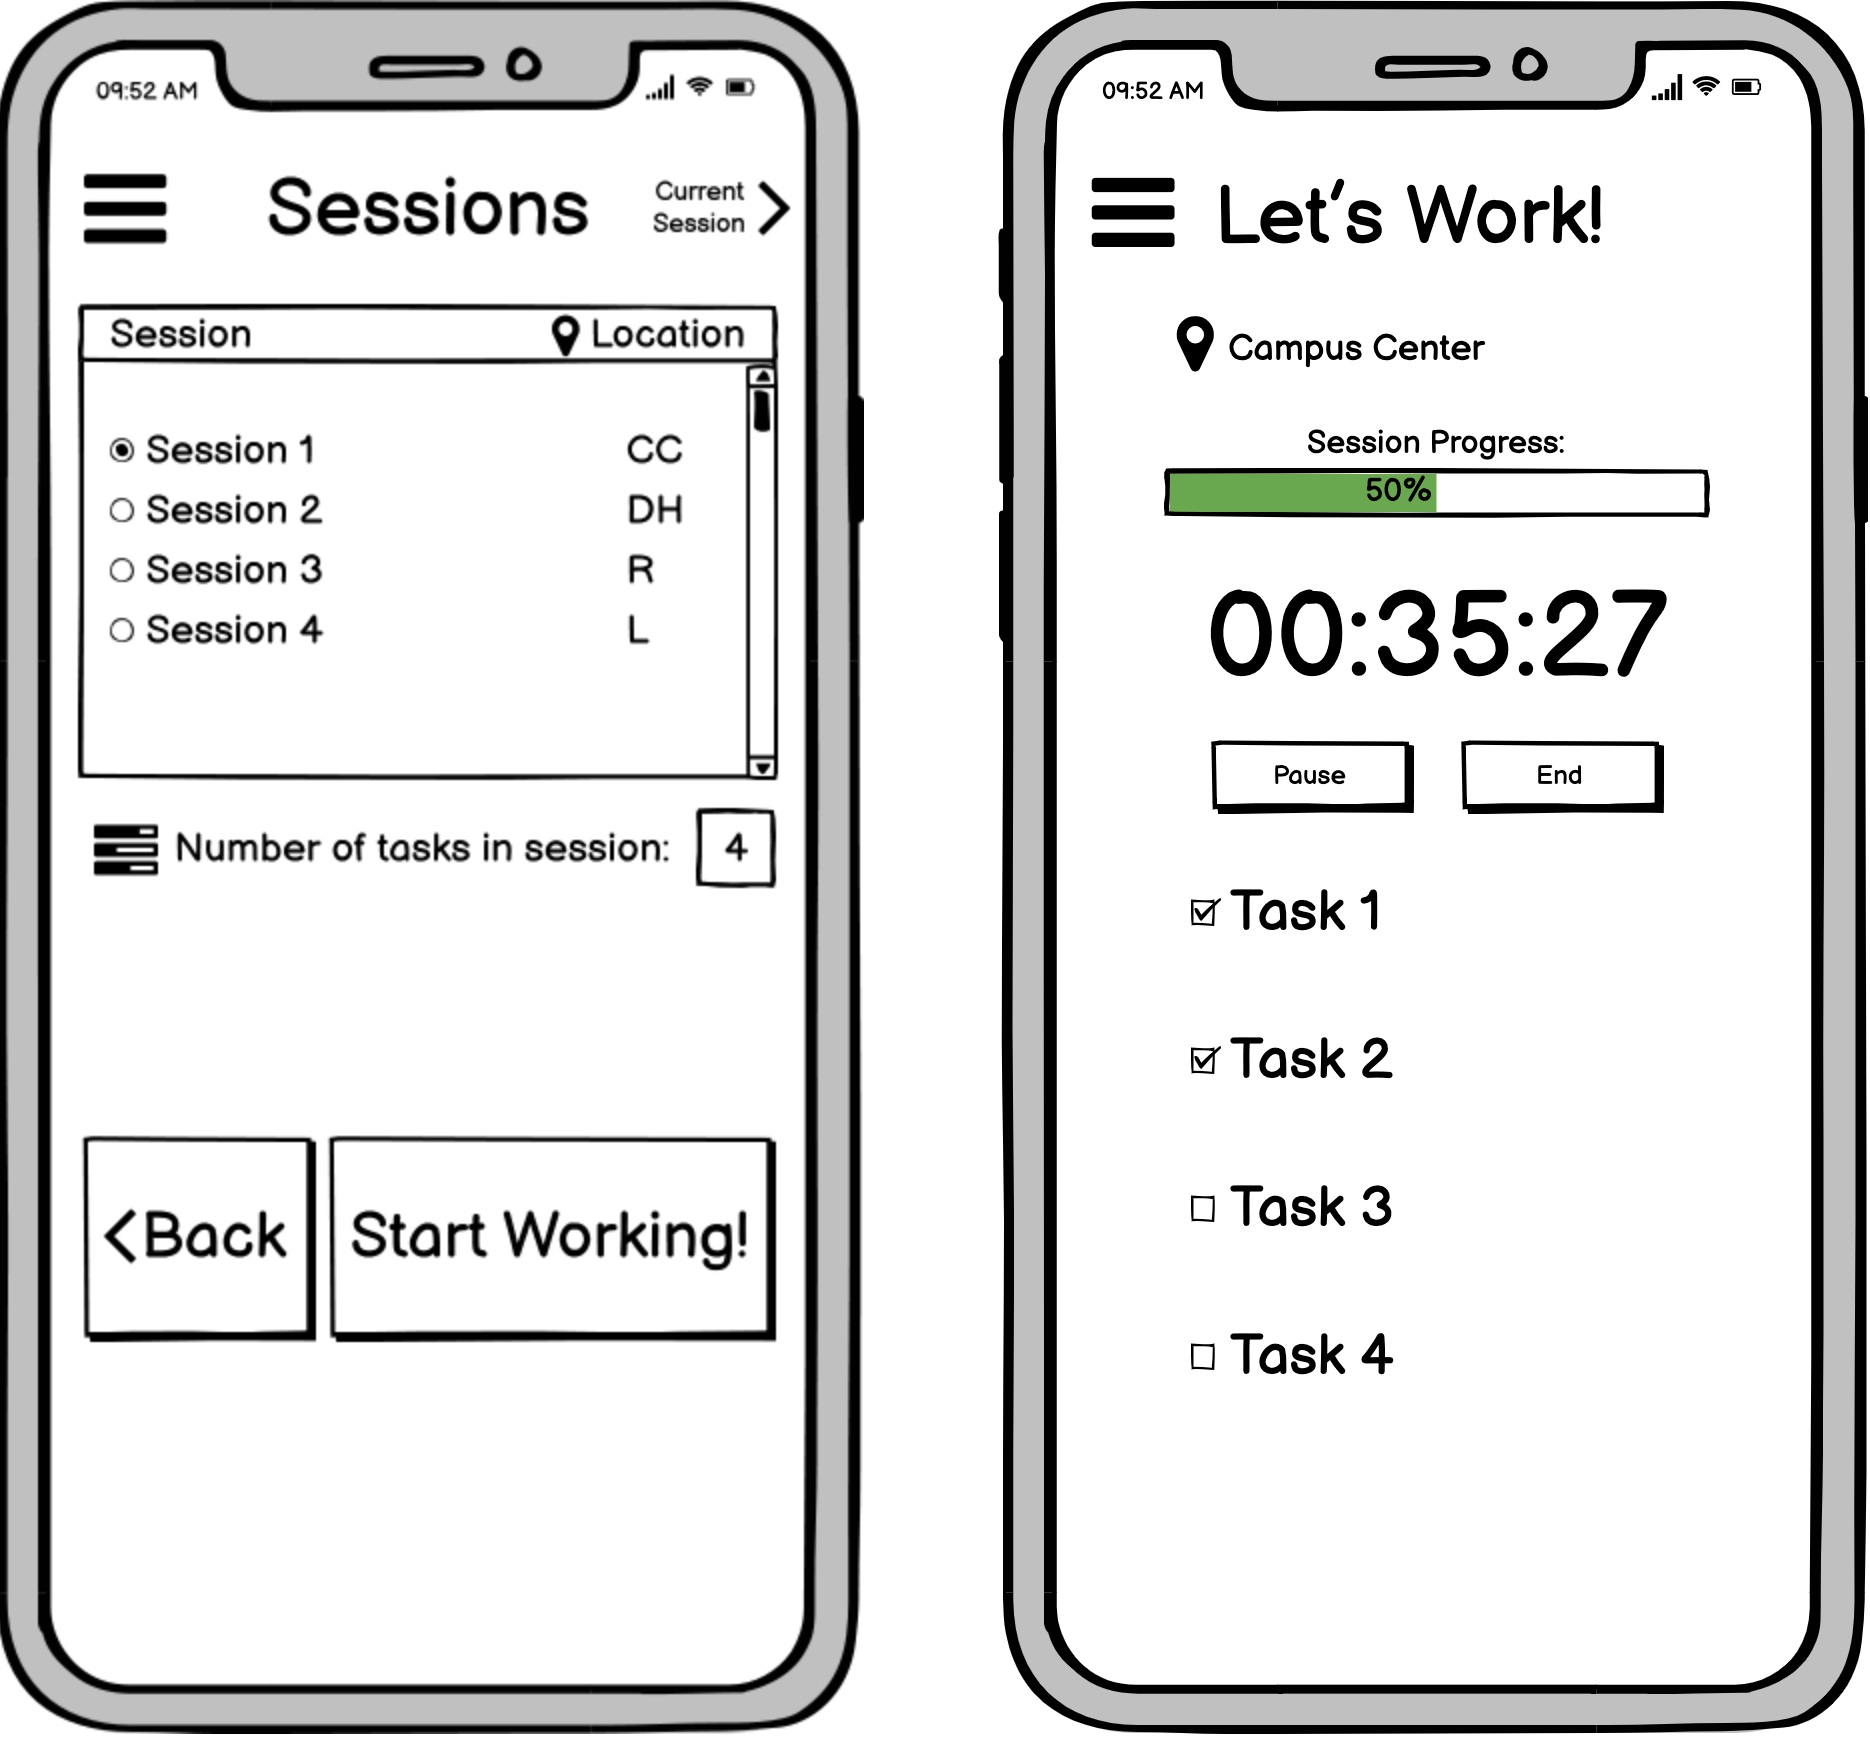 09:52 AM
Sessions
Current
Session
Session Location
Session 1 CC
Session 2 DH
Session 3 R
Session 4 L
Number of tasks in session: 4
Back
Start Working!
09:52 AM
Let's Work!
Campus Center
Session Progress:
50%
00:35:27
Pause
End
Task 1
Task 2
Task 3
Task 4